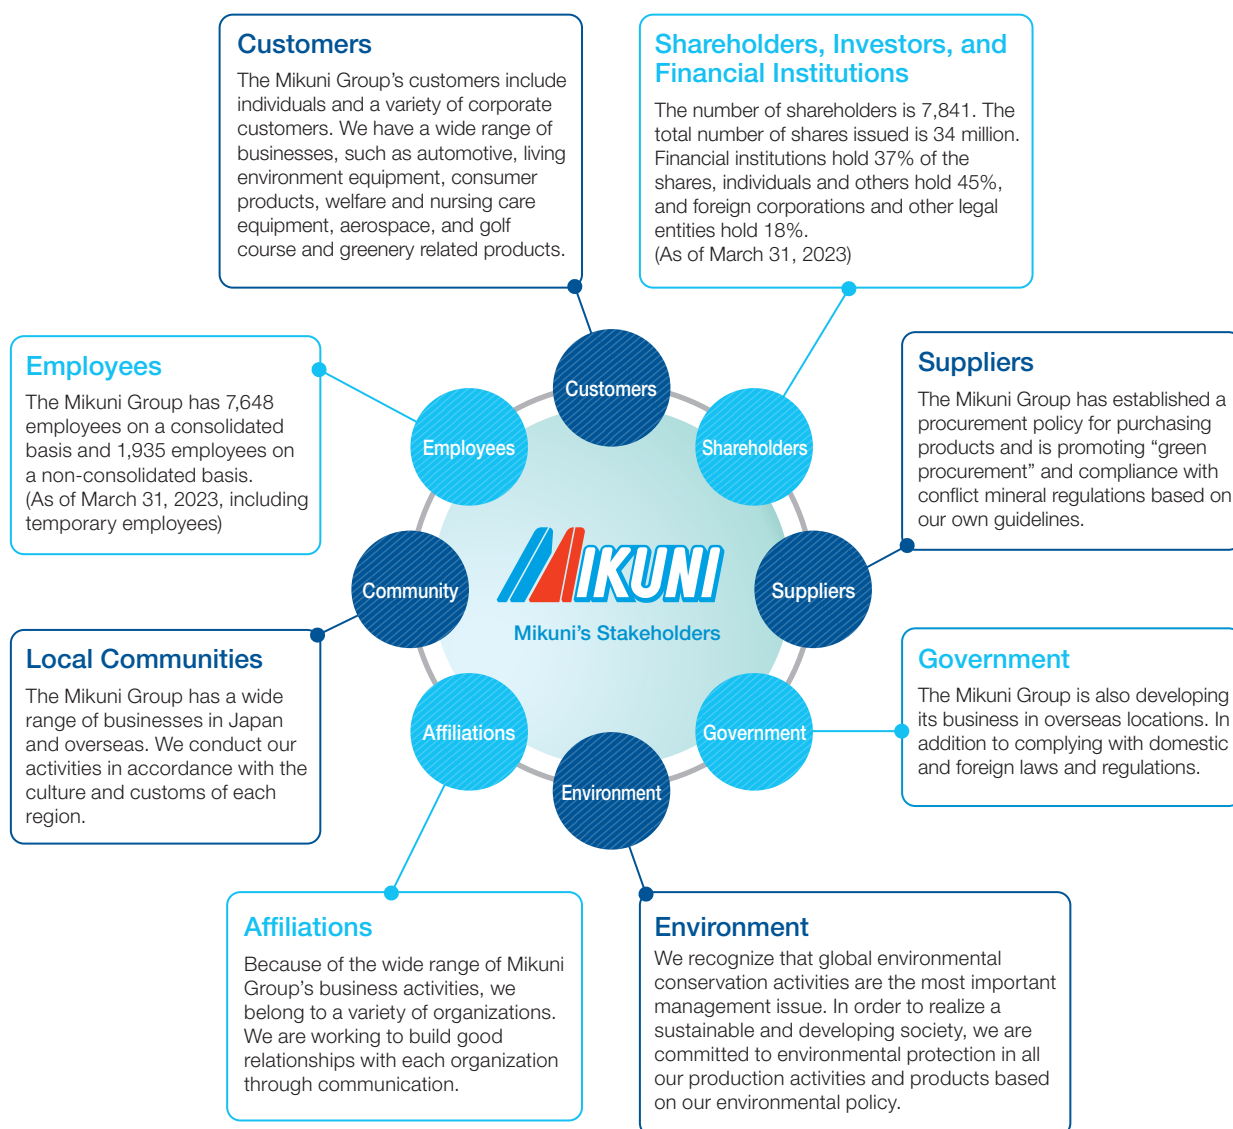 Customers
The Mikuni Group’s customers include
individuals and a variety of corporate
customers. We have a wide range of
businesses, such as automotive, living
environment equipment, consumer
products, welfare and nursing care
equipment, aerospace, and golf
course and greenery related products.
Shareholders, Investors, and
Financial Institutions
The number of shareholders is 7,841. The
total number of shares issued is 34 million.
Financial institutions hold 37% of the
shares, individuals and others hold 45%,
and foreign corporations and other legal
entities hold 18%.
(As of March 31, 2023)
Employees
The Mikuni Group has 7,648
employees on a consolidated
basis and 1,935 employees on
a non-consolidated basis.
(As of March 31, 2023, including
temporary employees)
Suppliers
The Mikuni Group has established a
procurement policy for purchasing
products and is promoting “green
procurement” and compliance with
conflict mineral regulations based on
our own guidelines.
Customers
Employees
Shareholders
Community
MIKUNI
Mikuni’s Stakeholders
Suppliers
Affiliations
Government
Environment
Local Communities
The Mikuni Group has a wide
range of businesses in Japan
and overseas. We conduct our
activities in accordance with the
culture and customs of each
region.
Government
The Mikuni Group is also developing
its business in overseas locations. In
addition to complying with domestic
and foreign laws and regulations.
Affiliations
Because of the wide range of Mikuni
Group’s business activities, we
belong to a variety of organizations.
We are working to build good
relationships with each organization
through communication.
Environment
We recognize that global environmental
conservation activities are the most important
management issue. In order to realize a
sustainable and developing society, we are
committed to environmental protection in all
our production activities and products based
on our environmental policy.